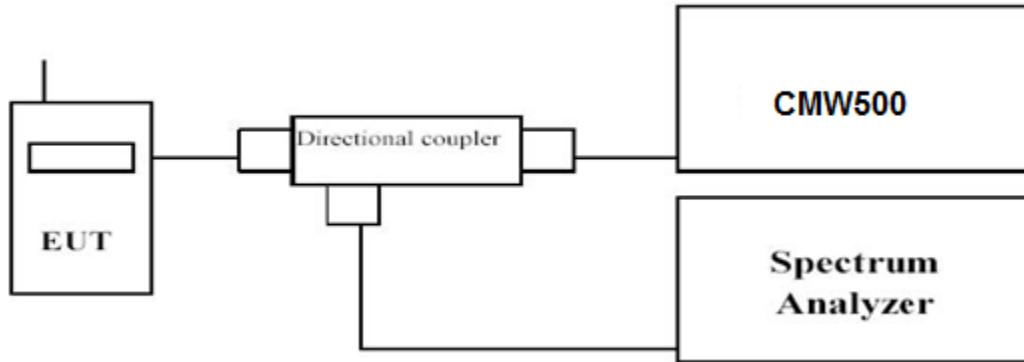 EUT
Directional coupler
CMW500
Spectrum
Analyzer